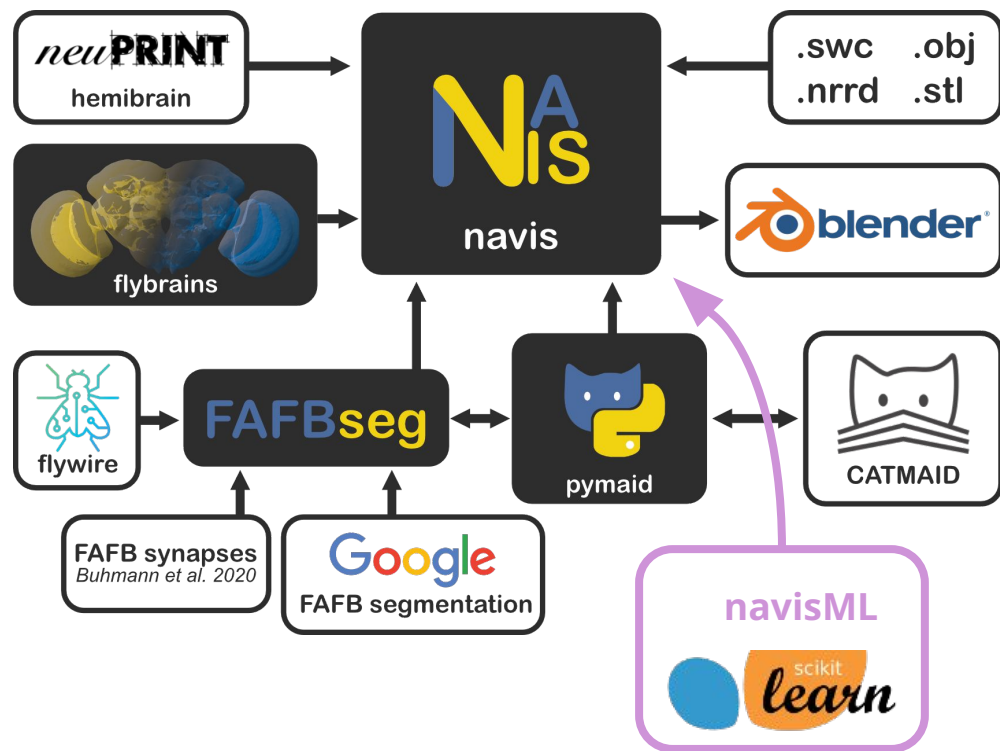 neuPRINT
hemibrain
NAVIS
navis
.swc .obj
.nrrd .stl
flybrains
blender®
flywire
FAFBseg
pymaid
CATMAID
FAFB synapses
Buhmann et al. 2020
Google
FAFB segmentation
navisML
scikit
learn